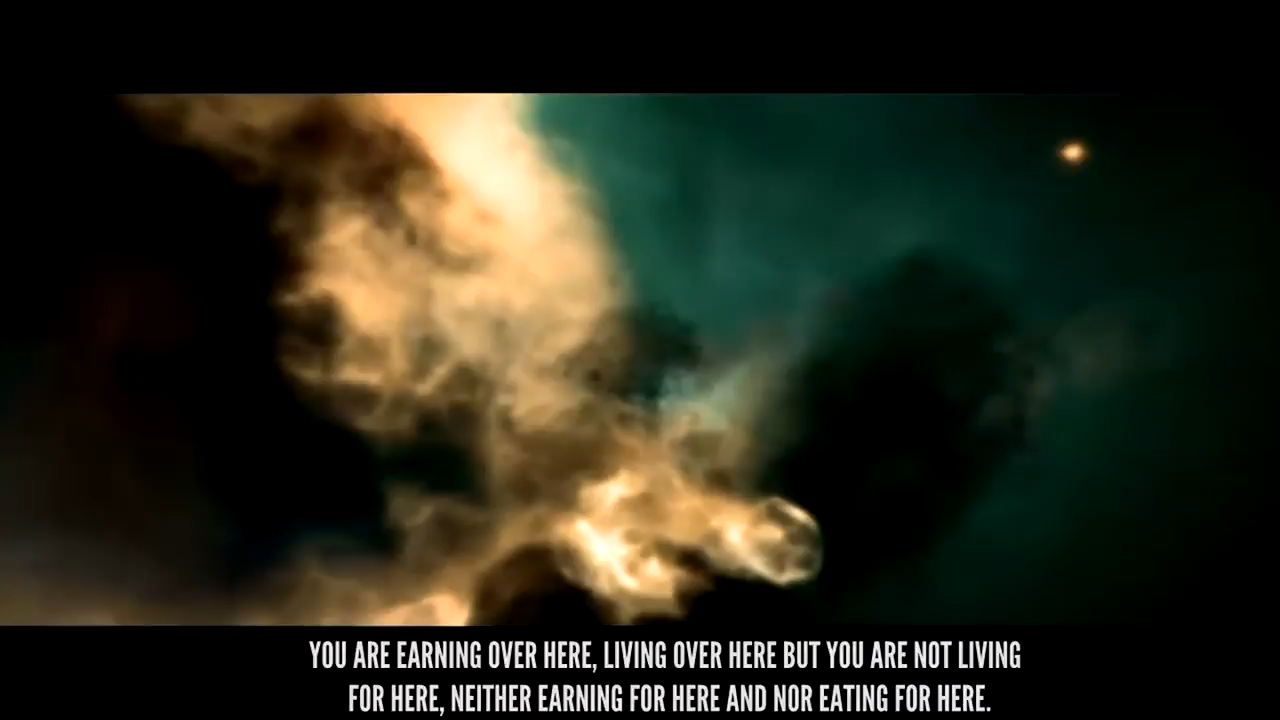 YOU ARE EARNING OVER HERE, LIVING OVER HERE BUT YOU ARE NOT LIVING
FOR HERE, NEITHER EARNING FOR HERE AND NOR EATING FOR HERE.